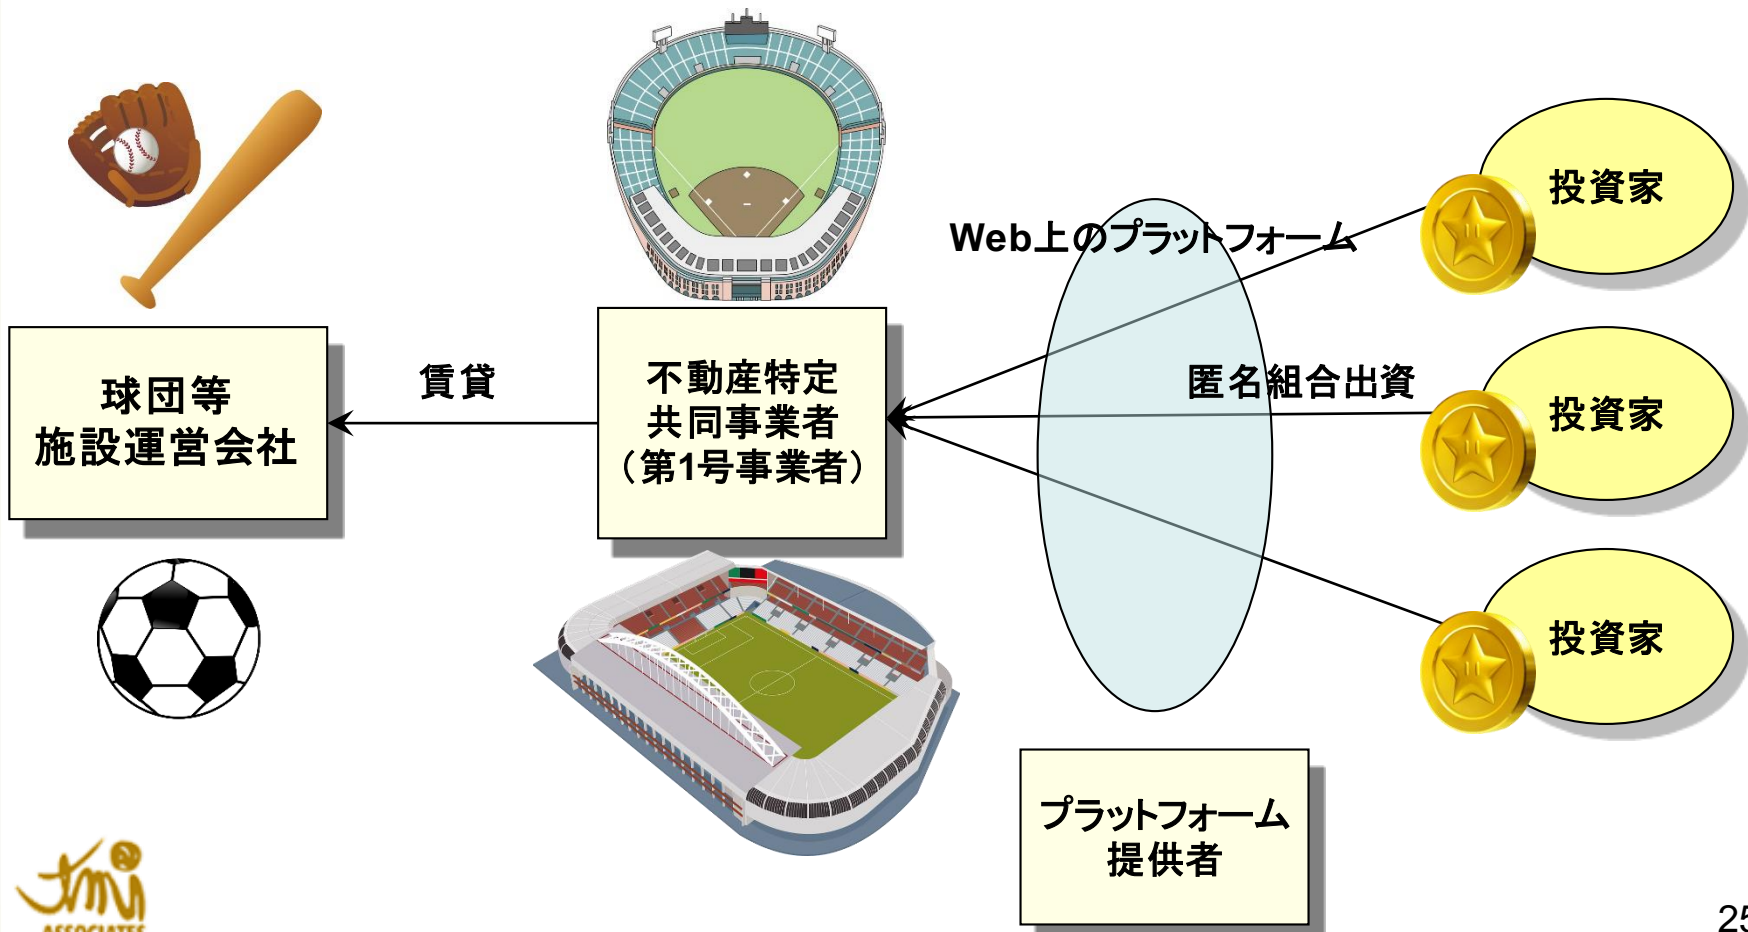 投資家
Web上のプラットフォーム
球団等
施設運営会社
賃貸
不動産特定
共同事業者
（第1号事業者）
匿名組合出資
投資家
投資家
プラットフォーム
提供者
TMI
ASSOCIATES
25